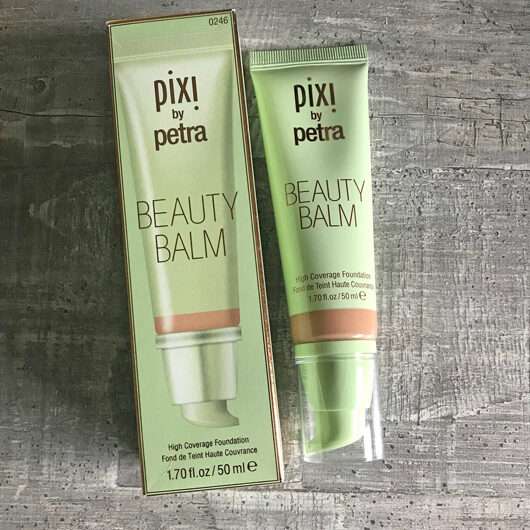 0246
pixi
by
petra
BEAUTY
BALM
High Coverage Foundation
Fond de Teint Haute Couvrance
1.70 fl.oz/50 ml ℮
pixi
by
petra
BEAUTY
BALM
High Coverage Foundation
Fond de Teint Haute Couvrance
1.70 fl.oz/50 ml ℮